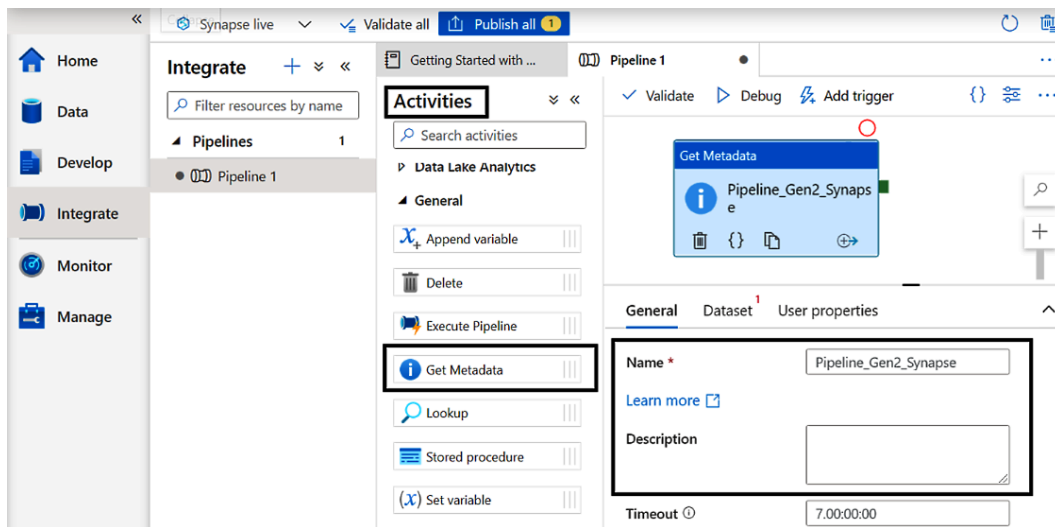 Synapse live
Validate all
Publish all 1
Home
Data
Develop
Integrate
Monitor
Manage
Integrate
Filter resources by name
Pipelines 1
Pipeline 1
Getting Started with ...
Pipeline 1
Activities
Search activities
Data Lake Analytics
General
Append variable
Delete
Execute Pipeline
Get Metadata
Lookup
Stored procedure
(x) Set variable
Validate
Debug
Add trigger
{}
Get Metadata
Pipeline_Gen2_Synaps
e
{}
General
Dataset 1
User properties
Name * Pipeline_Gen2_Synapse
Learn more
Description
Timeout 7.00:00:00